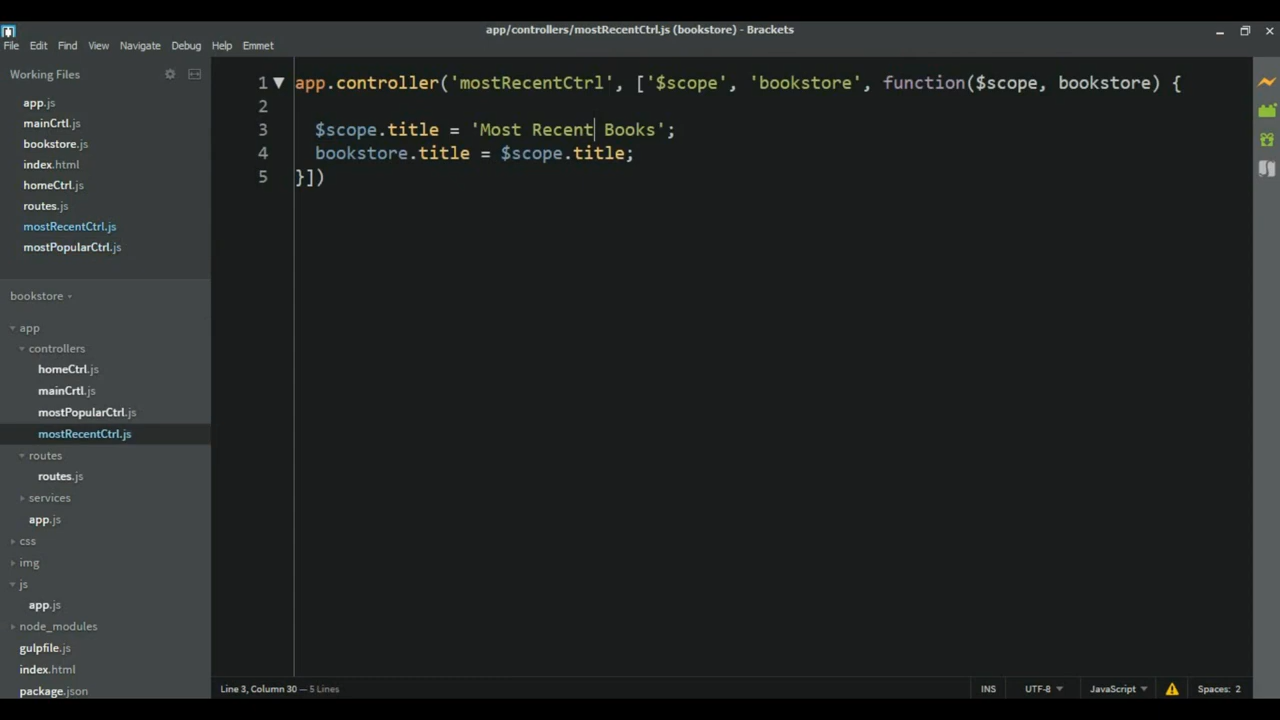 app/controllers/mostRecentCtrl.js (bookstore) - Brackets
File Edit Find View Navigate Debug Help Emmet
Working Files
app.js
mainCrtl.js
bookstore.js
index.html
homeCtrl.js
routes.js
mostRecentCtrl.js
mostPopularCtrl.js
bookstore
app
controllers
homeCtrl.js
mainCrtl.js
mostPopularCtrl.js
mostRecentCtrl.js
routes
routes.js
services
app.js
css
img
js
app.js
node_modules
gulpfile.js
index.html
package.json
1 app.controller('mostRecentCtrl', ['$scope', 'bookstore', function($scope, bookstore) {
2
3 $scope.title = 'Most Recent Books';
4 bookstore.title = $scope.title;
5 }])
Line 3, Column 30 — 5 Lines
INS UTF-8 JavaScript Spaces: 2